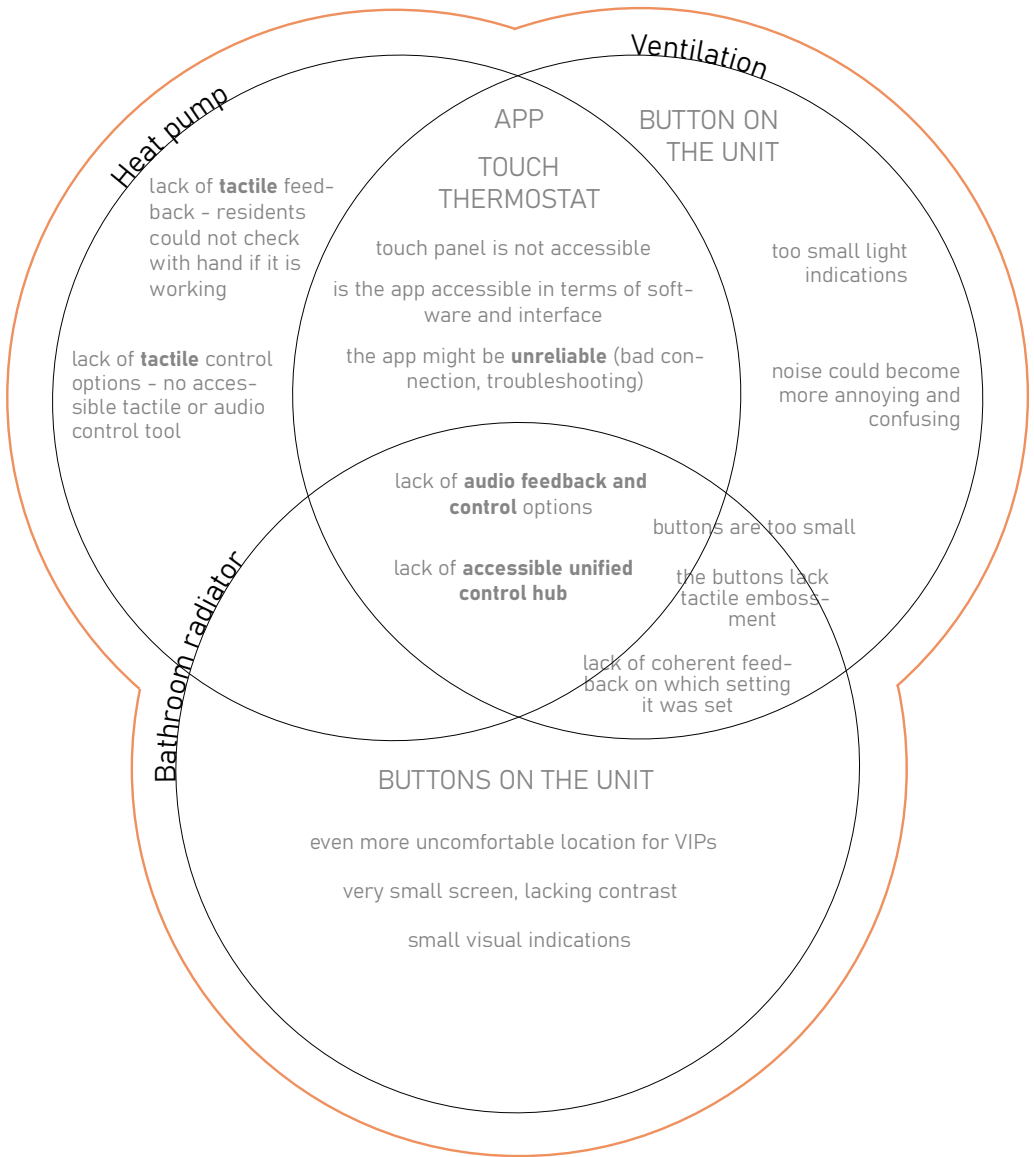 Heat pump
Ventilation
APP
TOUCH
THERMOSTAT
BUTTON ON
THE UNIT
lack of tactile feed-
back - residents
could not check
with hand if it is
working
touch panel is not accessible
is the app accessible in terms of soft-
ware and interface
the app might be unreliable (bad con-
nection, troubleshooting)
too small light
indications
lack of tactile control
options - no acces-
sible tactile or audio
control tool
noise could become
more annoying and
confusing
lack of audio feedback and
control options
lack of accessible unified
control hub
buttons are too small
the buttons lack
tactile emboss-
ment
lack of coherent feed-
back on which setting
it was set
Bathroom radiator
BUTTONS ON THE UNIT
even more uncomfortable location for VIPs
very small screen, lacking contrast
small visual indications